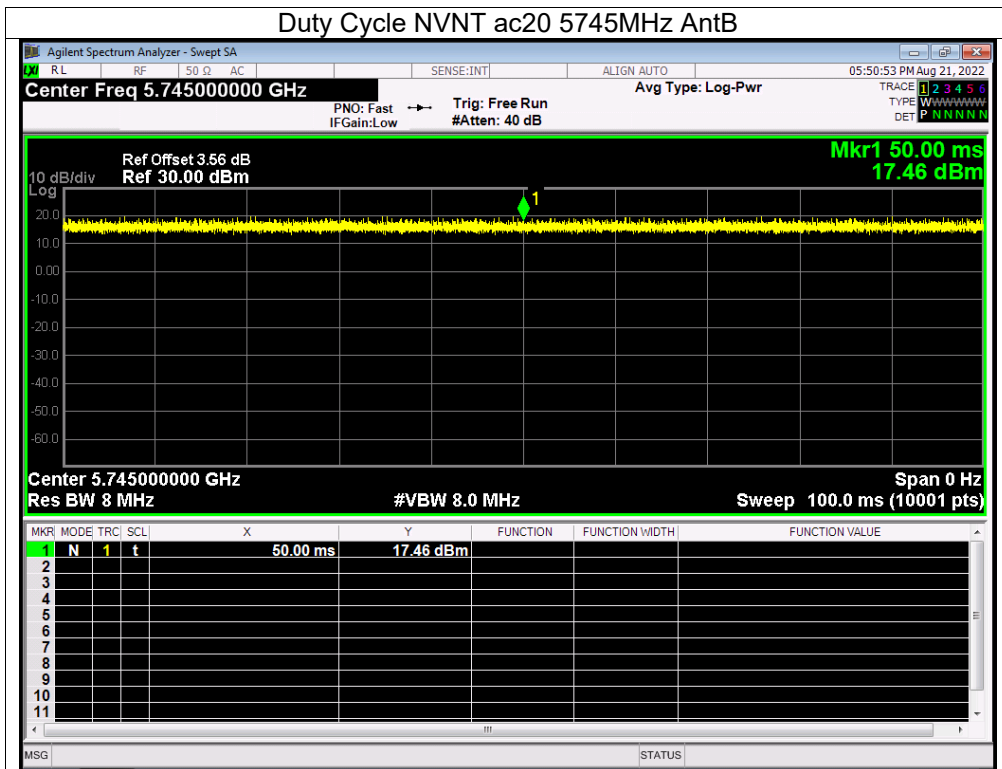 Duty Cycle NVNT ac20 5745MHz AntB
Agilent Spectrum Analyzer - Swept SA
LXI RL RF 50 Ω AC SENSE:INT ALIGN AUTO 05:50:53 PM Aug 21, 2022
Center Freq 5.745000000 GHz Avg Type: Log-Pwr TRACE 1 2 3 4 5 6
PNO: Fast Trig: Free Run TYPE WWWWWW
IFGain:Low #Atten: 40 dB DET P N N N N N
Mkr1 50.00 ms
Ref Offset 3.56 dB
10 dB/div Ref 30.00 dBm 17.46 dBm
Log
1
20.0
10.0
0.00
-10.0
-20.0
-30.0
-40.0
-50.0
-60.0
Center 5.745000000 GHz Span 0 Hz
Res BW 8 MHz #VBW 8.0 MHz Sweep 100.0 ms (10001 pts)
MKR MODE TRC SCL X Y FUNCTION FUNCTION WIDTH FUNCTION VALUE
1 N 1 t 50.00 ms 17.46 dBm
2
3
4
5
6
7
8
9
10
11
MSG STATUS